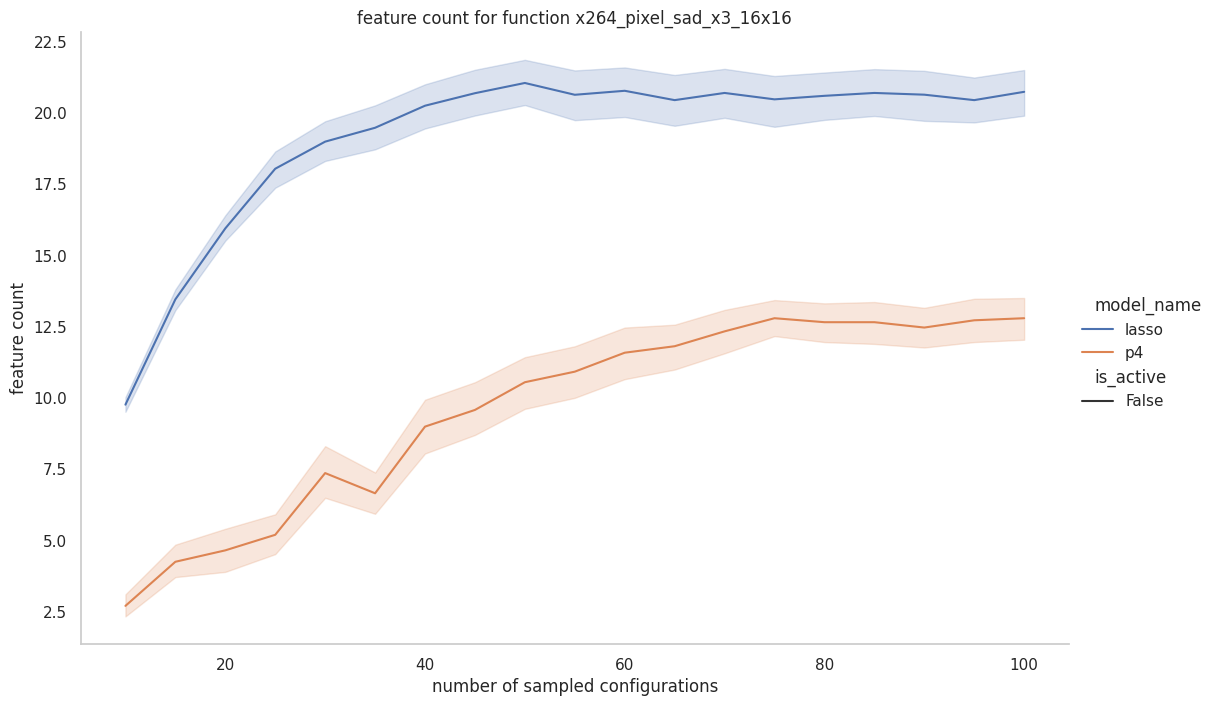 feature count for function x264_pixel_sad_x3_16x16
22.5
20.0
17.5
15.0
12.5
10.0
7.5
5.0
2.5
feature count
20
40
60
80
100
number of sampled configurations
model_name
lasso
p4
is_active
False